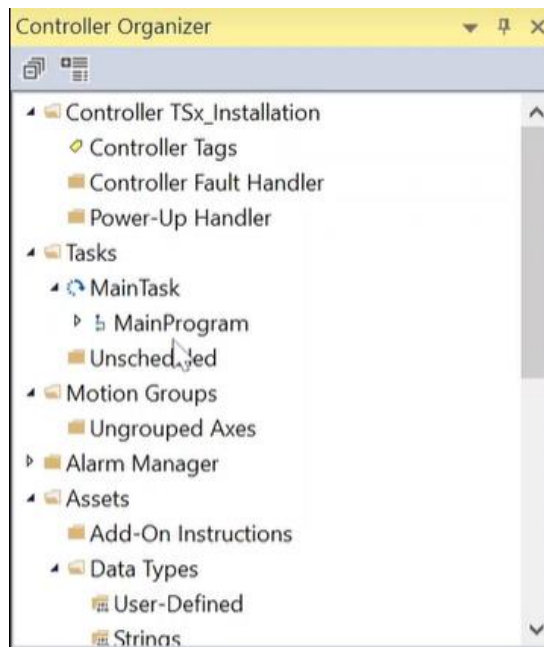 Controller Organizer
Controller TSx_Installation
Controller Tags
Controller Fault Handler
Power-Up Handler
Tasks
MainTask
MainProgram
Unscheduled
Motion Groups
Ungrouped Axes
Alarm Manager
Assets
Add-On Instructions
Data Types
User-Defined
Strings